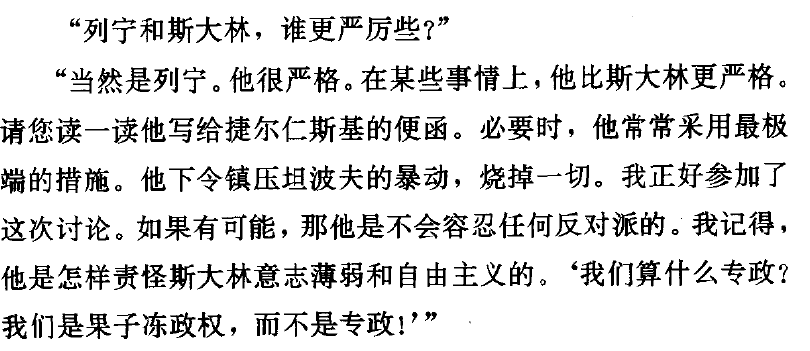 “列宁和斯大林，谁更严厉些？”
“当然是列宁。他很严格。在某些事情上，他比斯大林更严格。
请您读一读他写给捷尔仁斯基的便函。必要时，他常常采用最极
端的措施。他下令镇压坦波夫的暴动，烧掉一切。我正好参加了
这次讨论。如果有可能，那他是不会容忍任何反对派的。我记得，
他是怎样责怪斯大林意志薄弱和自由主义的。‘我们算什么专政？
我们是果子冻政权，而不是专政！’”